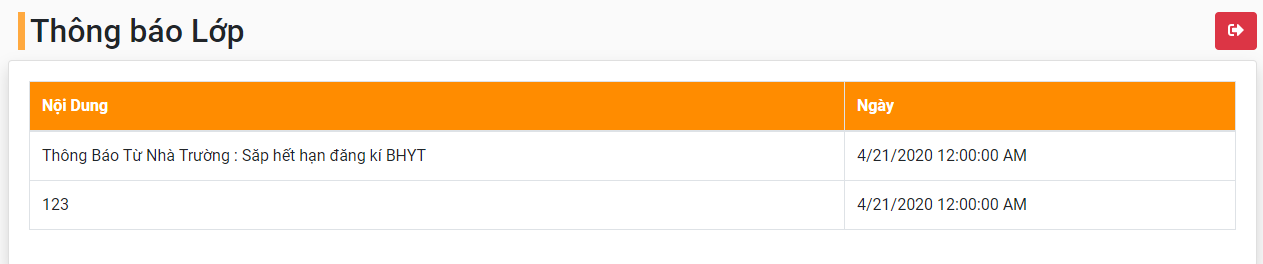 Thông báo Lớp
Nội Dung Ngày
Thông Báo Từ Nhà Trường : Săp hết hạn đăng kí BHYT 4/21/2020 12:00:00 AM
123 4/21/2020 12:00:00 AM